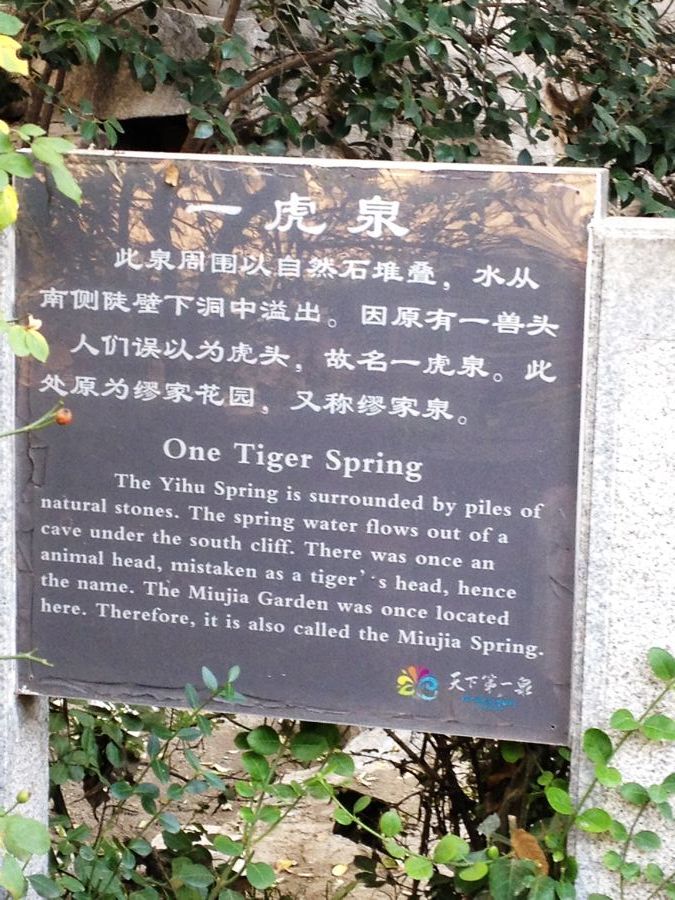 一虎泉
此泉周围以自然石堆叠，水从
南侧陡壁下洞中溢出。因原有一兽头
人们误以为虎头，故名一虎泉。此
处原为缪家花园，又称缪家泉。
One Tiger Spring
The Yihu Spring is surrounded by piles of
natural stones. The spring water flows out of a
cave under the south cliff. There was once an
animal head, mistaken as a tiger’ s head, hence
the name. The Miujia Garden was once located
here. Therefore, it is also called the Miujia Spring.
天下第一泉